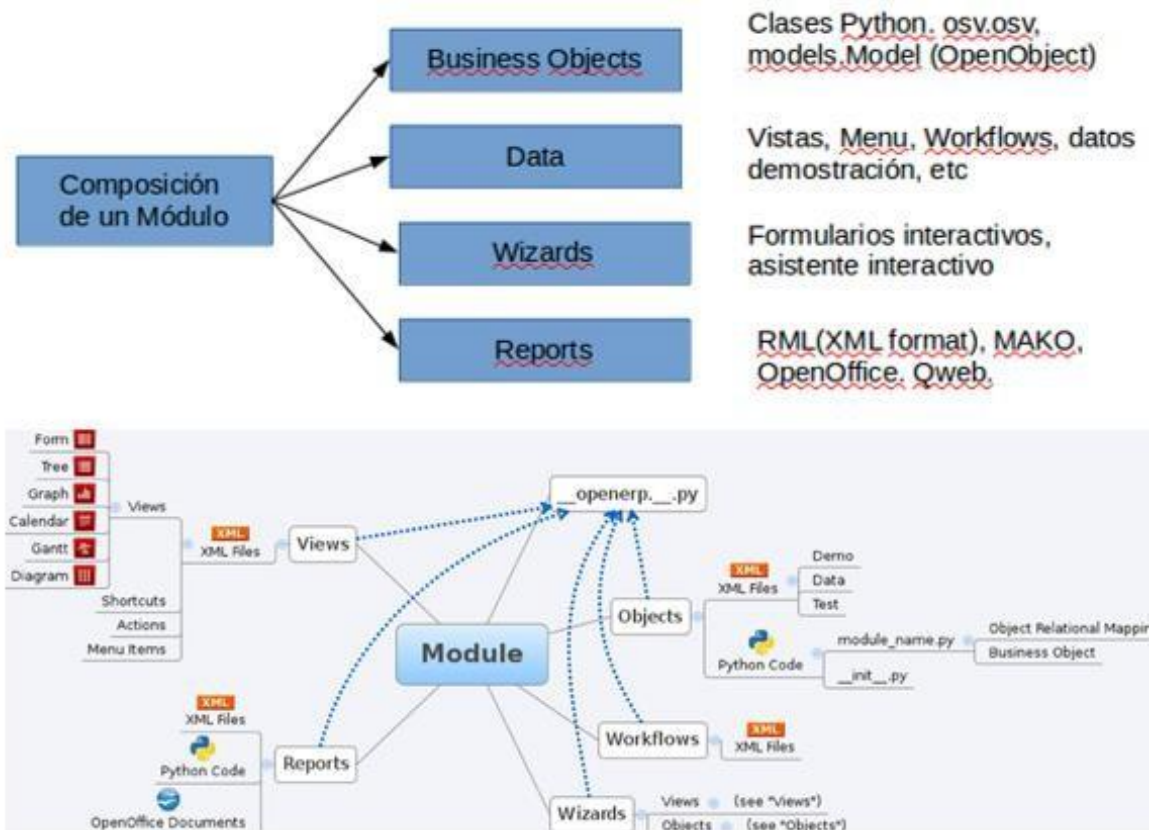 Composición
de un Módulo
Business Objects
Clases Python. osv.osv,
models.Model (OpenObject)
Data
Vistas, Menu, Workflows, datos
demostración, etc
Wizards
Formularios interactivos,
asistente interactivo
Reports
RML(XML format), MAKO,
OpenOffice. Qweb.
Form
Tree
Graph
Calendar
Gantt
Diagram
Views
Shortcuts
Actions
Menu Items
XML
XML Files
Views
__openerp.__.py
Module
Objects
XML
XML Files
Demo
Data
Test
Python Code
module_name.py
Object Relational Mappin
Business Object
__init__.py
Workflows
XML
XML Files
Reports
XML
XML Files
Python Code
OpenOffice Documents
Wizards
Views
(see "Views")
Objects
(see "Objects")